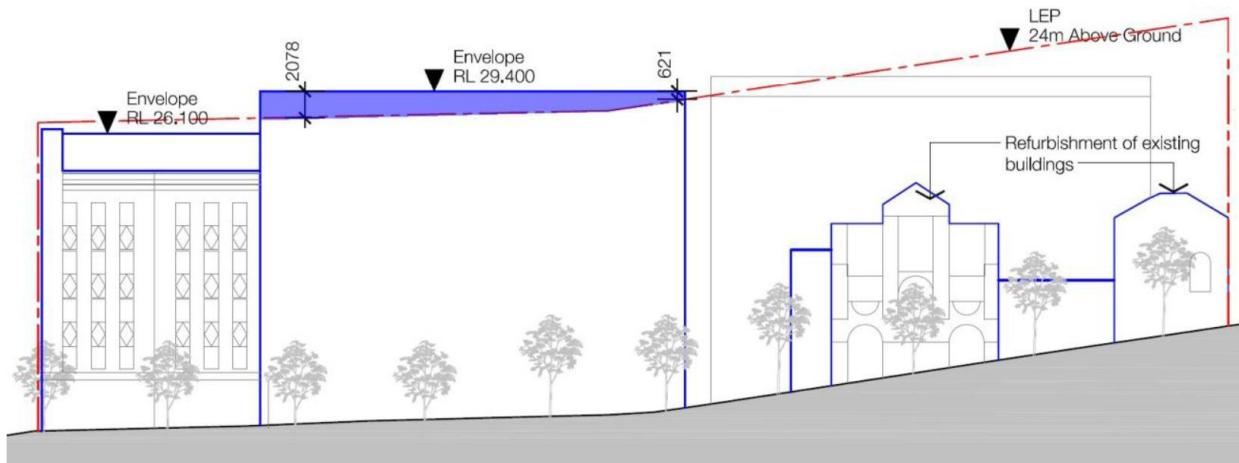 Envelope
RL 26.100
2078
Envelope
RL 29.400
621
LEP
24m Above Ground
Refurbishment of existing
buildings